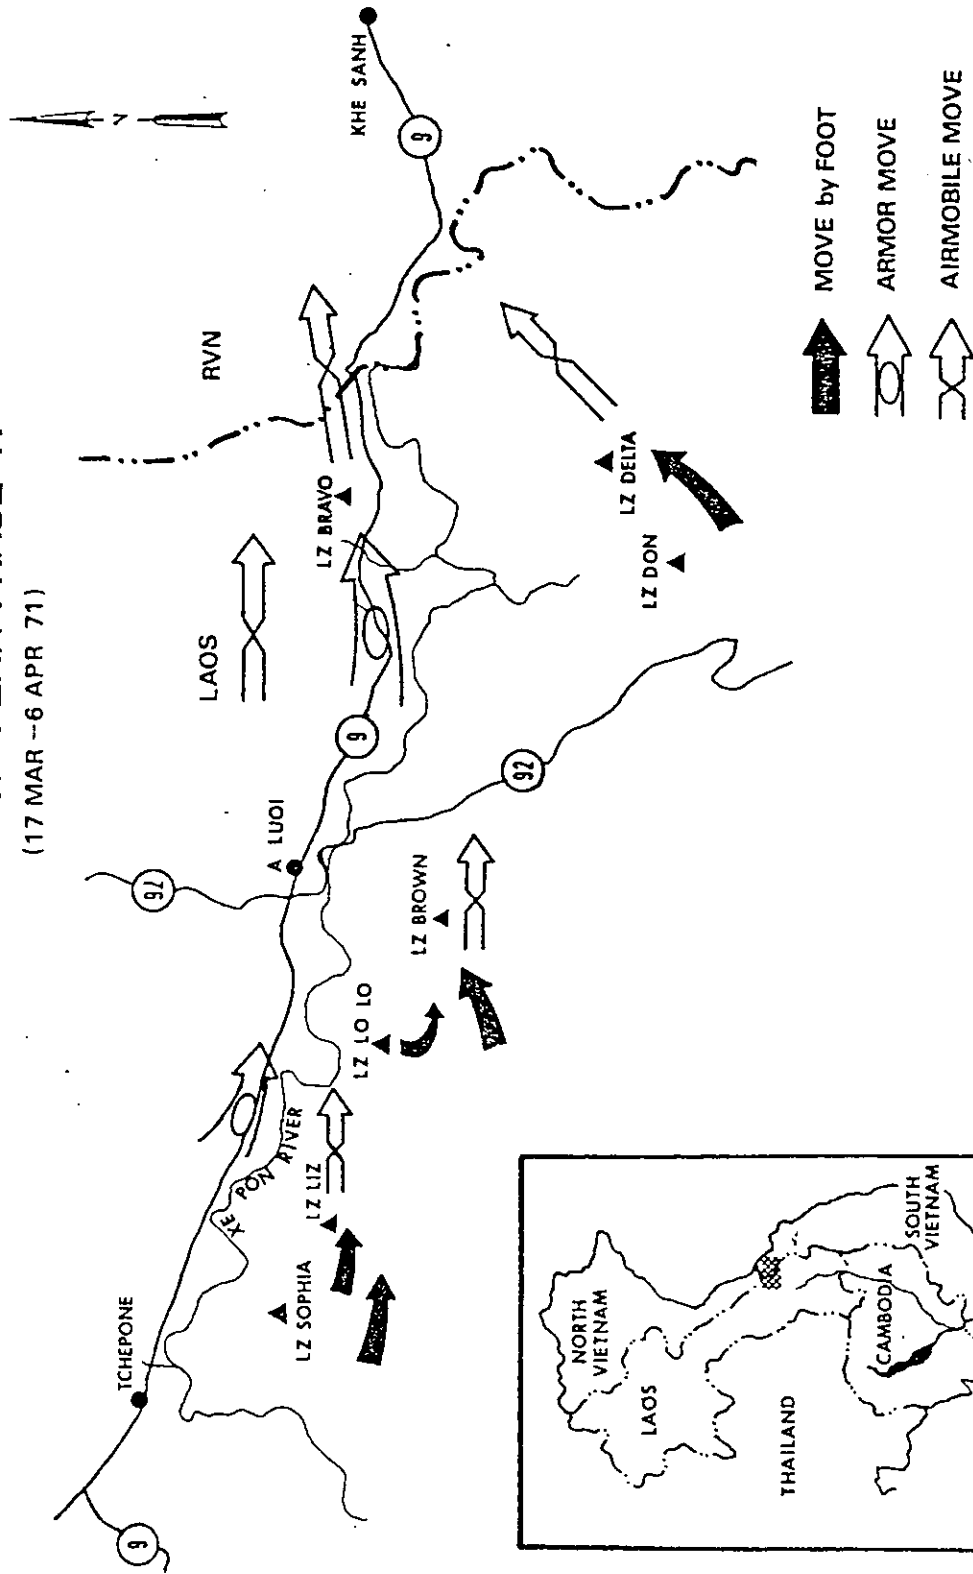 (17 MAR--6 APR 71)
LAOS
RVN
KHE SANH
9
LZ BRAVO
9
A LUOI
92
92
TCHEPONE
9
XE PON RIVER
LZ SOPHIA
LZ LIZ
LZ LO LO
LZ BROWN
LZ DON
LZ DELTA
MOVE by FOOT
ARMOR MOVE
AIRMOBILE MOVE
NORTH
VIETNAM
LAOS
THAILAND
CAMBODIA
SOUTH
VIETNAM